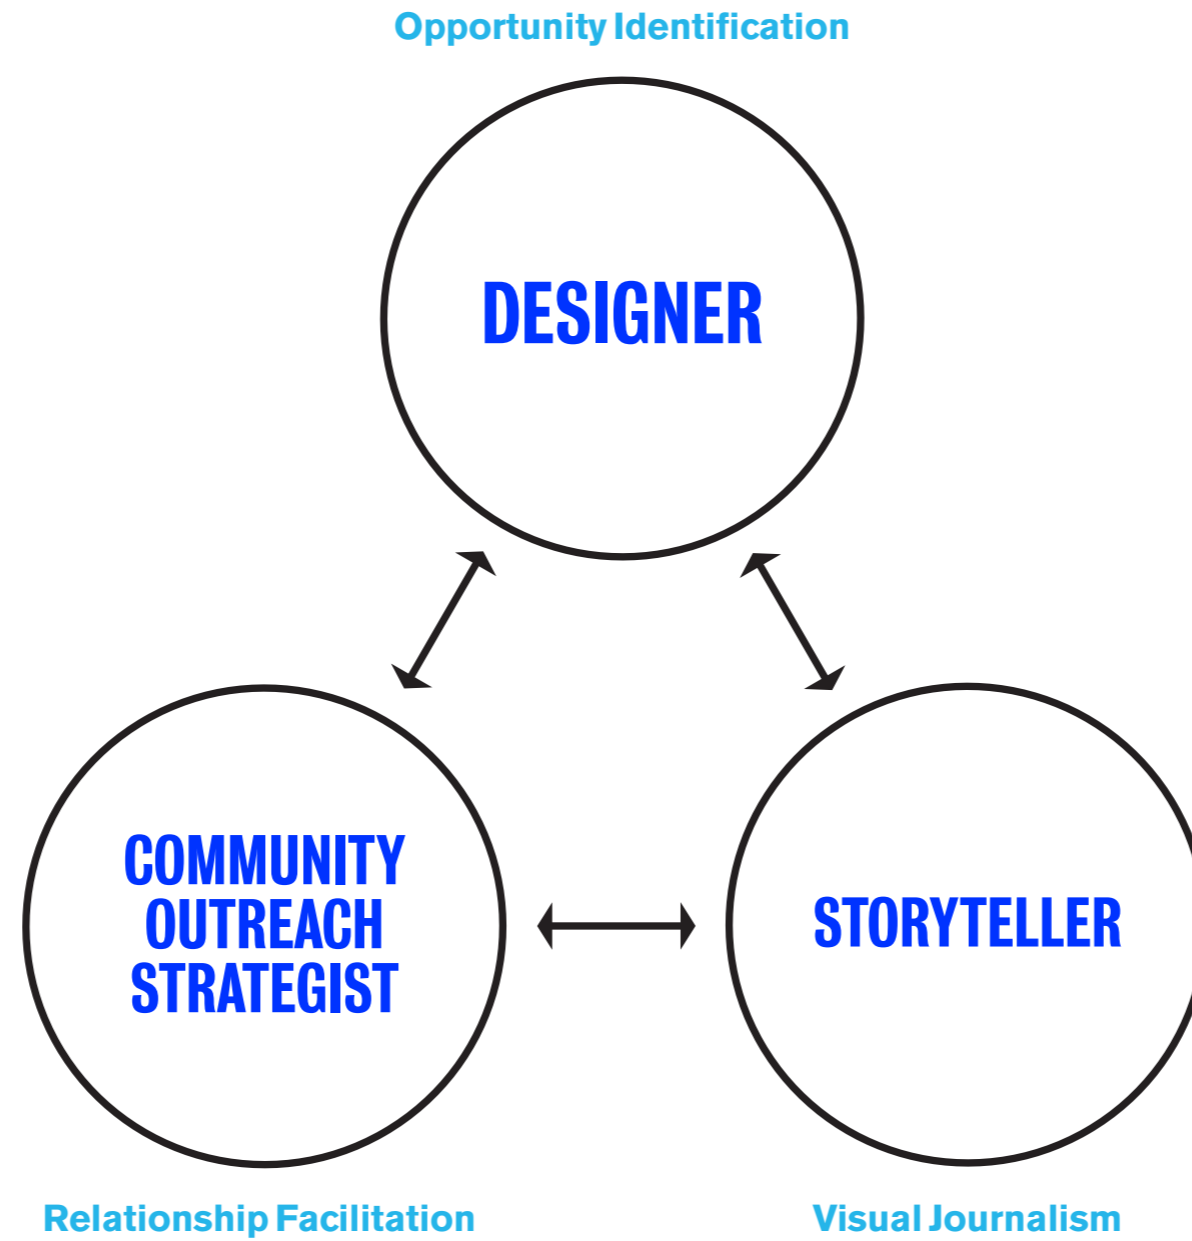 Opportunity Identification
DESIGNER
COMMUNITY
OUTREACH
STRATEGIST
STORYTELLER
Relationship Facilitation
Visual Journalism